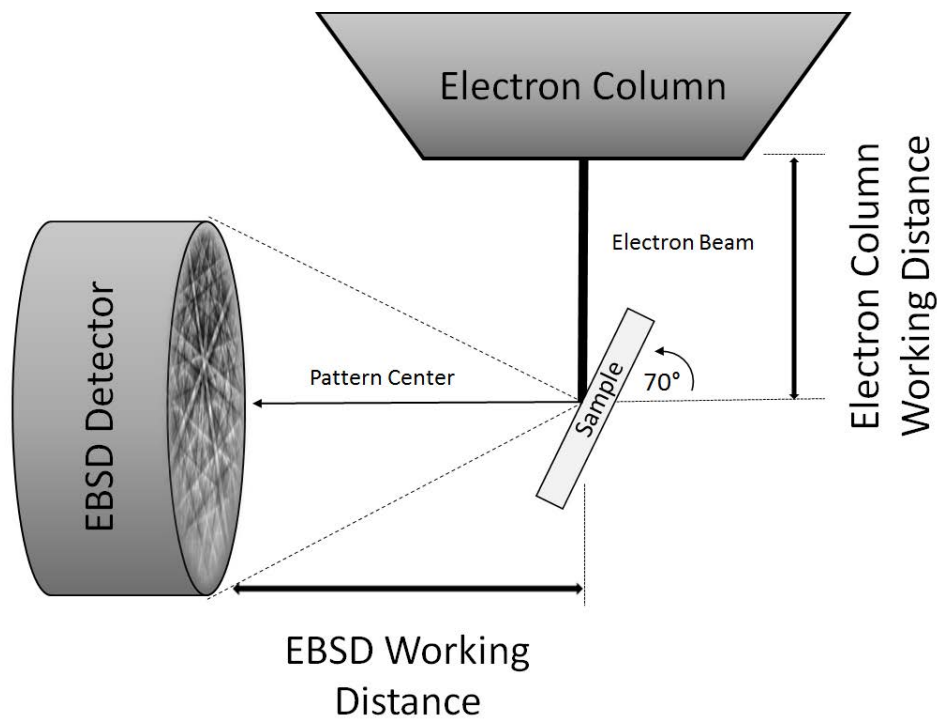 Electron Column
Electron Column
Working Distance
Electron Beam
EBSD Detector
Pattern Center
70°
Sample
EBSD Working
Distance